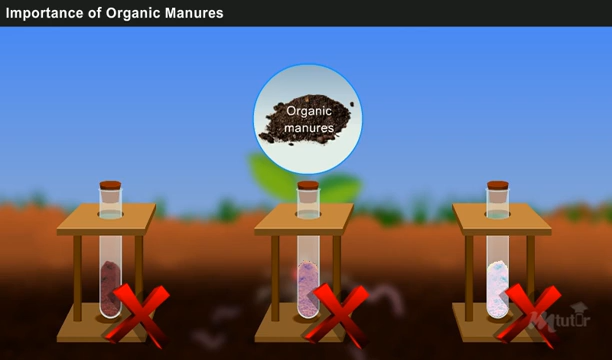 Importance of Organic Manures
Organic
manures
tutor